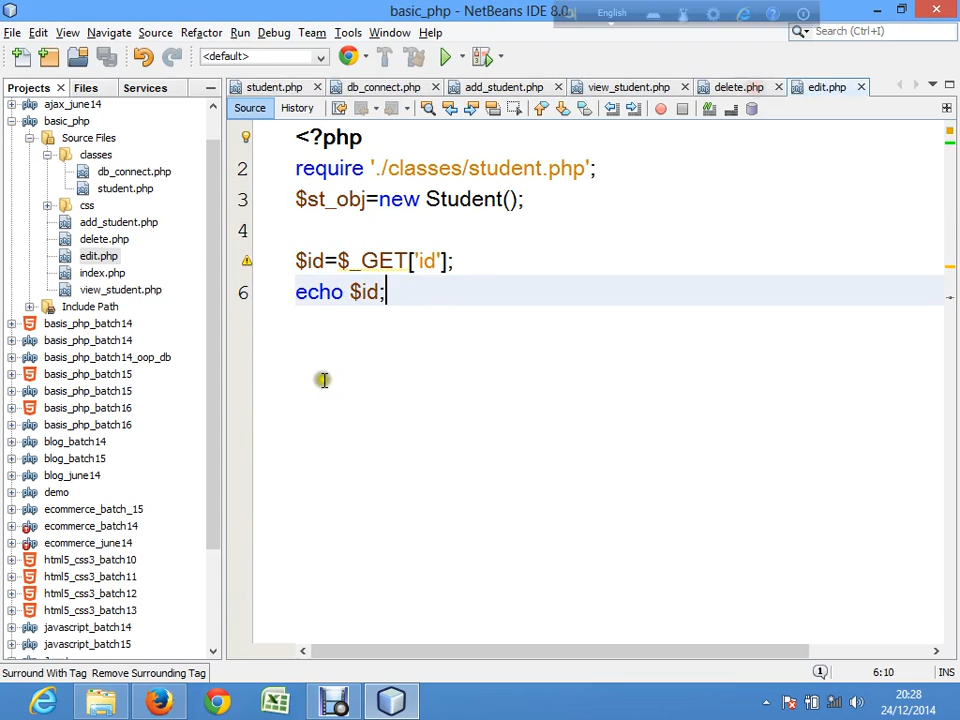 basic_php - NetBeans IDE 8.0
English
File Edit View Navigate Source Refactor Run Debug Team Tools Window Help
Search (Ctrl+I)
<default>
Projects Files Services
student.php db_connect.php add_student.php view_student.php delete.php edit.php
Source History
ajax_june14
basic_php
Source Files
classes
db_connect.php
student.php
css
add_student.php
delete.php
edit.php
index.php
view_student.php
Include Path
basis_php_batch14
basic_php_batch14
basis_php_batch14_oop_db
basis_php_batch15
basis_php_batch15
basis_php_batch16
basis_php_batch16
blog_batch14
blog_batch15
blog_june14
demo
ecommerce_batch_15
ecommerce_batch14
ecommerce_june14
html5_css3_batch10
html5_css3_batch11
html5_css3_batch12
html5_css3_batch13
javascript_batch14
javascript_batch15
<?php
2 require './classes/student.php';
3 $st_obj=new Student();
4
$id=$_GET['id'];
6 echo $id;
Surround With Tag Remove Surrounding Tag
1
6:10
INS
20:28
24/12/2014